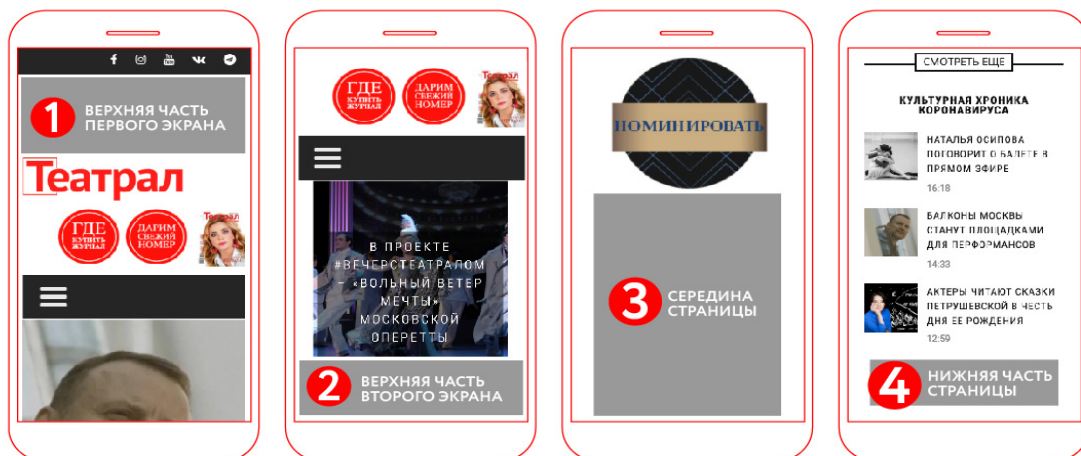 You Tube
1
ВЕРХНЯЯ ЧАСТЬ
ПЕРВОГО ЭКРАНА
Театрал
ГДЕ
КУПИТЬ
ЖУРНАЛ
ДАРИМ
СВЕЖИЙ
НОМЕР
Театрал
ГДЕ
КУПИТЬ
ЖУРНАЛ
ДАРИМ
СВЕЖИЙ
НОМЕР
Театрал
В ПРОЕКТЕ
#ВЕЧЕРСТЕАТРАЛОМ
– «ВОЛЬНЫЙ ВЕТЕР
МЕЧТЫ»
МОСКОВСКОЙ
ОПЕРЕТТЫ
2
ВЕРХНЯЯ ЧАСТЬ
ВТОРОГО ЭКРАНА
НОМИНИРОВАТЬ
3
СЕРЕДИНА
СТРАНИЦЫ
СМОТРЕТЬ ЕЩЕ
КУЛЬТУРНАЯ ХРОНИКА
КОРОНАВИРУСА
НАТАЛЬЯ ОСИПОВА
ПОГОВОРИТ О БАЛЕТЕ В
ПРЯМОМ ЭФИРЕ
16:18
БАЛКОНЫ МОСКВЫ
СТАНУТ ПЛОЩАДКАМИ
ДЛЯ ПЕРФОРМАНСОВ
14:33
АКТЕРЫ ЧИТАЮТ СКАЗКИ
ПЕТРУШЕВСКОЙ В ЧЕСТЬ
ДНЯ ЕЕ РОЖДЕНИЯ
12:59
4
НИЖНЯЯ ЧАСТЬ
СТРАНИЦЫ